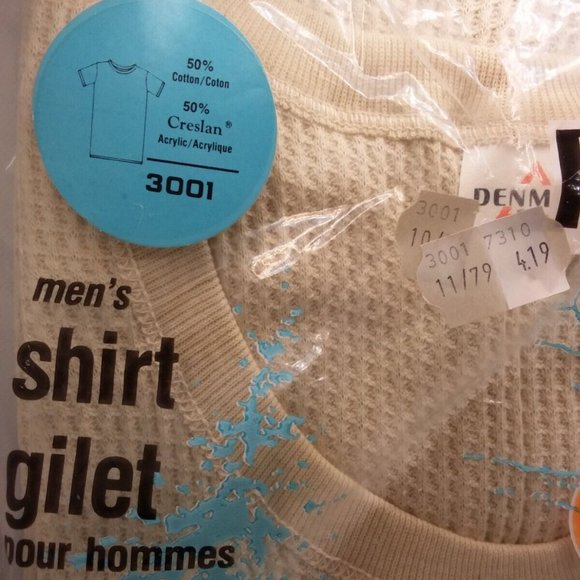 50%
Cotton/Coton
50%
Creslan®
Acrylic/Acrylique
3001
DENM
3001
10/
3001 7310
11/79 4.19
men's
shirt
gilet
pour hommes